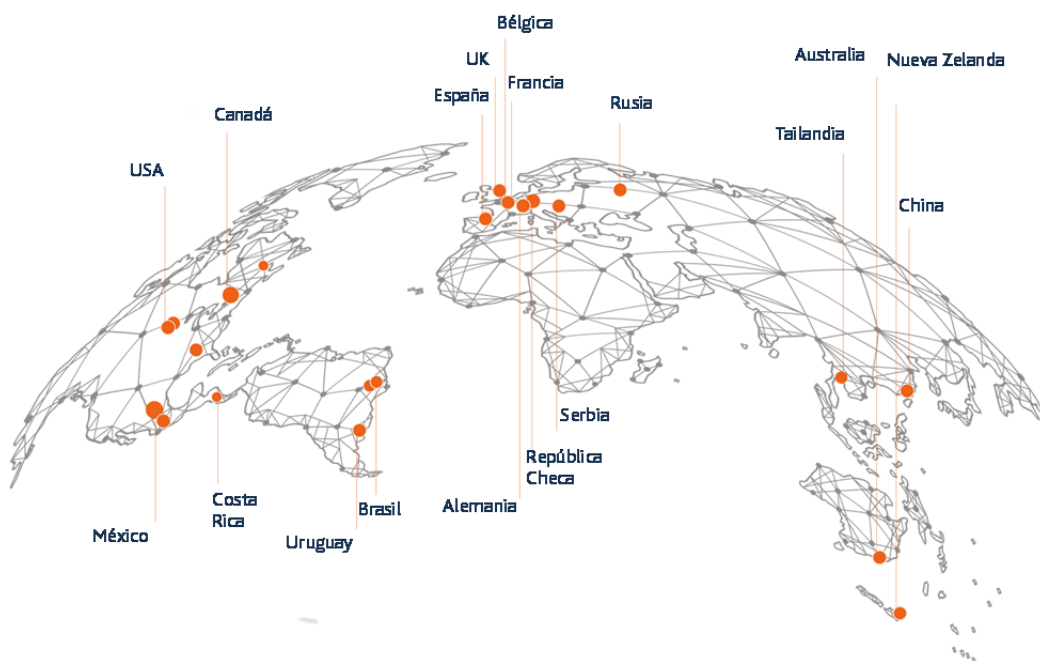 Bélgica
UK
Francia
España
Canadá
USA
Rusia
Australia
Nueva Zelanda
Tailandia
China
Serbia
República
Checa
Alemania
Costa
Rica
Brasil
México
Uruguay